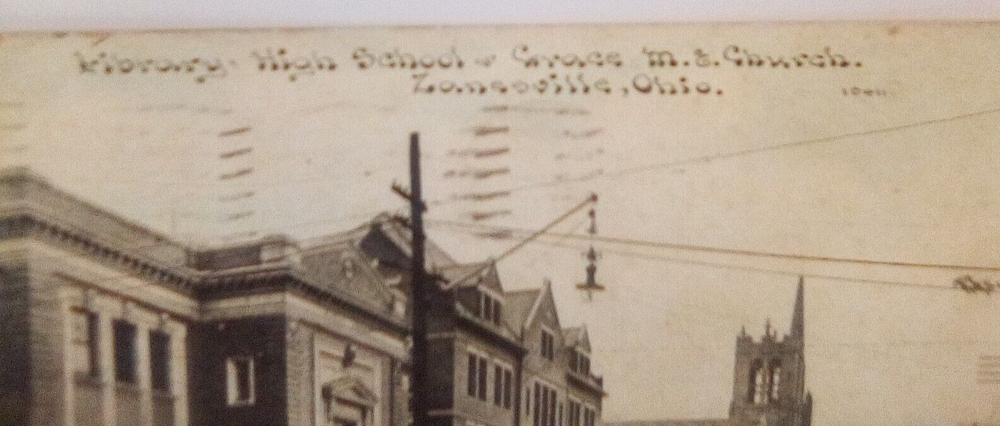 Library - High School & Grace M. E. Church.
Zanesville, Ohio.